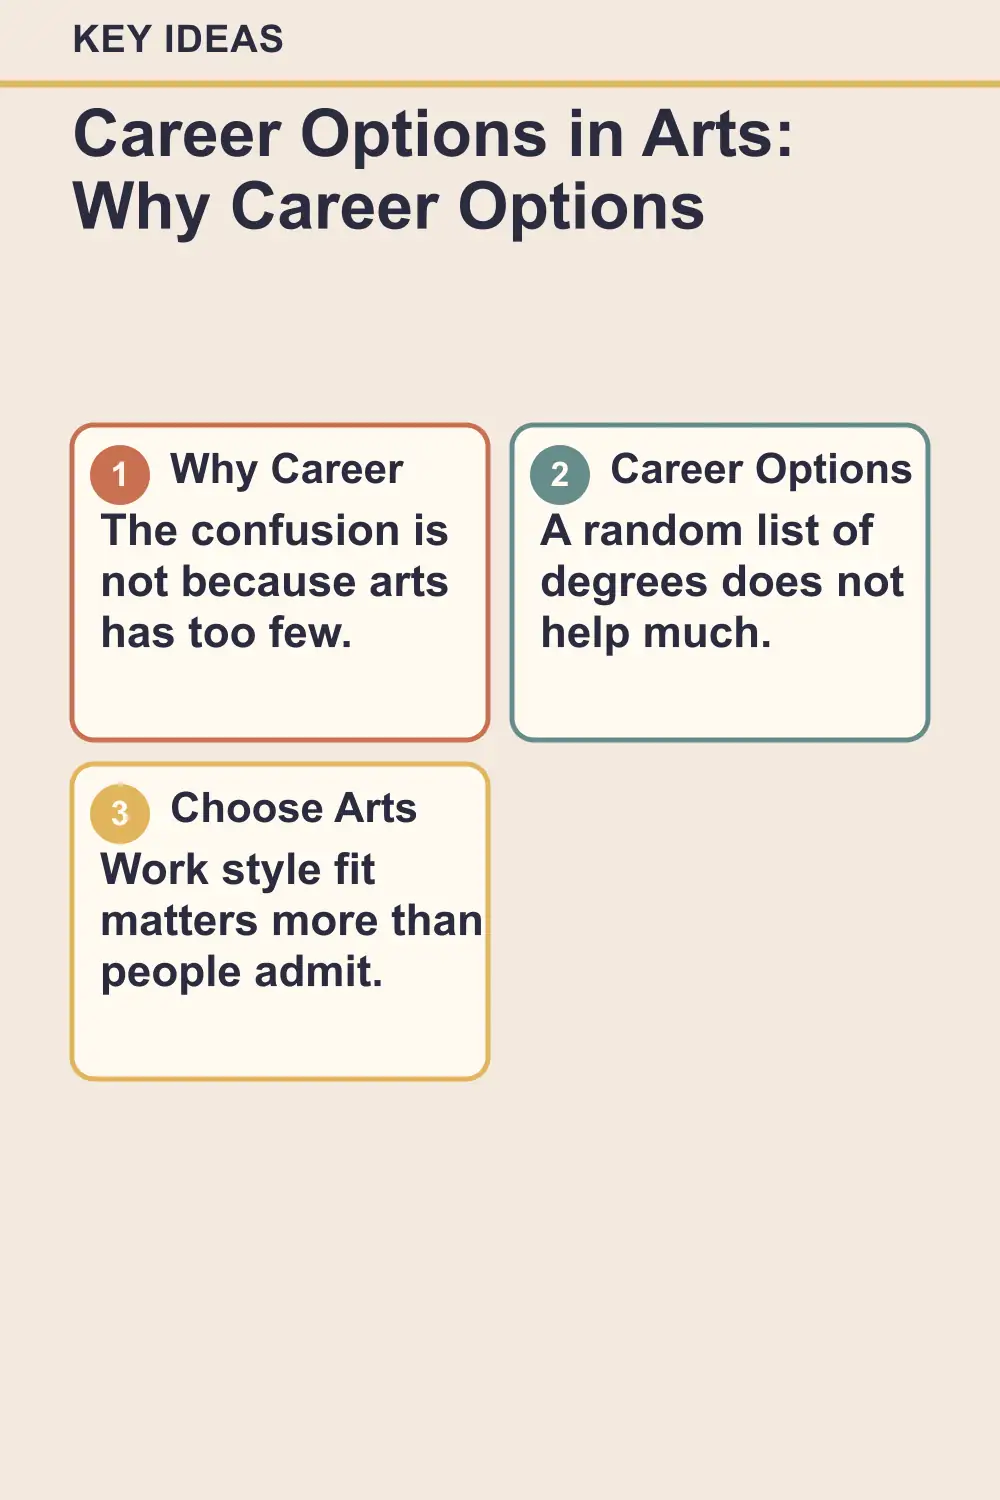 KEY IDEAS
Career Options in Arts:
Why Career Options
1 Why Career
The confusion is
not because arts
has too few.
2 Career Options
A random list of
degrees does not
help much.
3 Choose Arts
Work style fit
matters more than
people admit.